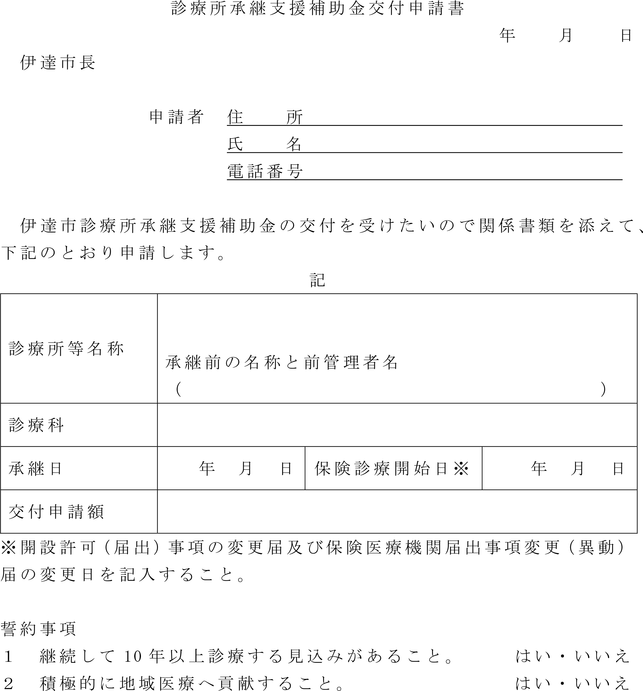 診療所承継支援補助金交付申請書
年　月　日
伊達市長
申請者　住　　所
氏　　名
電話番号
伊達市診療所承継支援補助金の交付を受けたいので関係書類を添えて、
下記のとおり申請します。
記
診療所等名称
承継前の名称と前管理者名
（　　　　　　　　　　　　　　　　　　　　　）
診療科
承継日　年　月　日　保険診療開始日※　年　月　日
交付申請額
※開設許可（届出）事項の変更届及び保険医療機関届出事項変更（異動）
届の変更日を記入すること。
誓約事項
１　継続して10年以上診療する見込みがあること。　はい・いいえ
２　積極的に地域医療へ貢献すること。　はい・いいえ